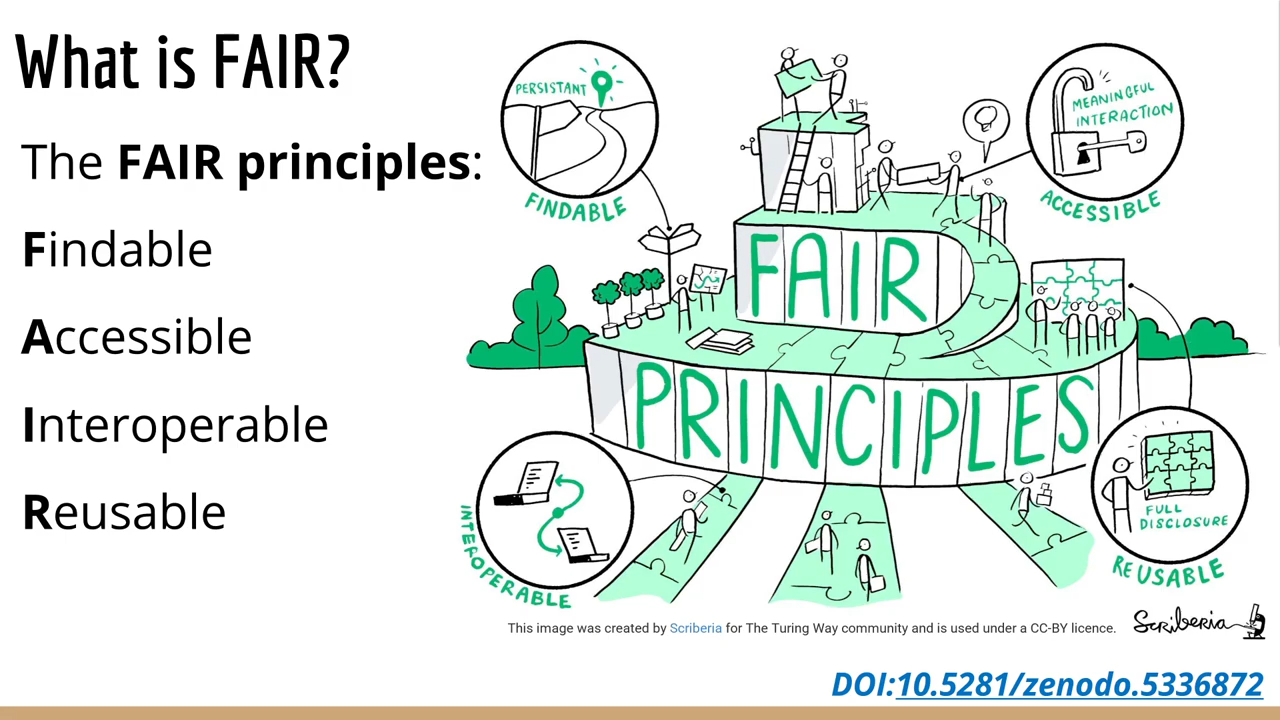 What is FAIR?
The FAIR principles:
Findable
Accessible
Interoperable
Reusable
PERSISTANT
FINDABLE
MEANINGFUL
INTERACTION
ACCESSIBLE
FAIR
PRINCIPLES
INTEROPERABLE
FULL
DISCLOSURE
REUSABLE
This image was created by Scriberia for The Turing Way community and is used under a CC-BY licence.
Scriberia
DOI:10.5281/zenodo.5336872